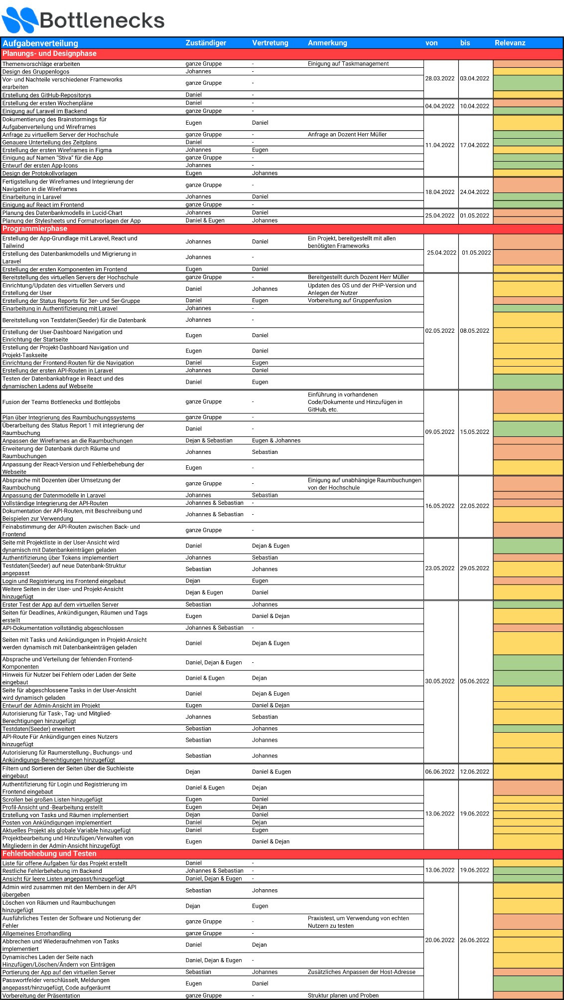 Bottlenecks
Aufgabenverteilung Zuständiger Vertretung Anmerkung von bis Relevanz
Planungs- und Designphase
Themenvorschläge erarbeiten ganze Gruppe - Einigung auf Taskmanagement
Design des Gruppenlogos Johannes -
Vor- und Nachteile verschiedener Frameworks
erarbeiten ganze Gruppe -
28.03.2022 03.04.2022
Erstellung des GitHub-Repositorys Daniel -
Erstellung der ersten Wochenpläne Daniel -
04.04.2022 10.04.2022
Einigung auf Laravel im Backend ganze Gruppe -
Dokumentierung des Brainstormings für
Aufgabenverteilung und Wireframes Eugen Daniel
Anfrage zu virtuellem Server der Hochschule ganze Gruppe - Anfrage an Dozent Herr Müller
Genauere Unterteilung des Zeitplans Daniel -
11.04.2022 17.04.2022
Erstellung der ersten Wireframes in Figma Johannes Eugen
Einigung auf Namen “Stiva” für die App ganze Gruppe -
Entwurf der ersten App-Icons Johannes -
Design der Protokollvorlagen Eugen Johannes
Fertigstellung der Wireframes und Integrierung der
Navigation in die Wireframes ganze Gruppe -
18.04.2022 24.04.2022
Einarbeitung in Laravel Johannes Daniel
Einigung auf React im Frontend ganze Gruppe -
Planung des Datenbankmodells in Lucid-Chart Johannes Daniel
25.04.2022 01.05.2022
Planung der Stylesheets und Formatvorlagen der App Daniel & Eugen Johannes
Programmierphase
Erstellung der App-Grundlage mit Laravel, React und
Tailwind Johannes Daniel Ein Projekt, bereitgestellt mit allen
benötigten Frameworks
25.04.2022 01.05.2022
Erstellung des Datenbankmodells und Migrierung in
Laravel Johannes -
Erstellung der ersten Komponenten im Frontend Eugen Daniel
Bereitstellung des virtuellen Servers der Hochschule ganze Gruppe - Bereitgestellt durch Dozent Herr Müller
Einrichtung/Updaten des virtuellen Servers und
Erstellung der User Daniel Johannes Updaten des OS und der PHP-Version und
Anlegen der Nutzer
Erstellung der Status Reports für 3er- und 5er-Gruppe Daniel Eugen Vorbereitung auf Gruppenfusion
Einarbeitung in Authentifizierung mit Laravel Johannes -
Bereitstellung von Testdaten(Seeder) für die Datenbank Johannes -
02.05.2022 08.05.2022
Erstellung der User-Dashboard Navigation und
Einrichtung der Startseite Eugen Daniel
Erstellung der Projekt-Dashboard Navigation und
Projekt-Taskseite Eugen Daniel
Einrichtung der Frontend-Routen für die Navigation Daniel Eugen
Erstellung der ersten API-Routen in Laravel Johannes Daniel
Testen der Datenbankabfrage in React und des
dynamischen Ladens auf Webseite Daniel Eugen
Fusion der Teams Bottlenecks und Bottlejobs ganze Gruppe - Einführung in vorhandenen
Code/Dokumente und Hinzufügen in
GitHub, etc.
Plan über Integrierung des Raumbuchungssystems ganze Gruppe -
Überarbeitung des Status Report 1 mit integrierung der
Raumbuchung Daniel -
09.05.2022 15.05.2022
Anpassen der Wireframes an die Raumbuchungen Dejan & Sebastian Eugen & Johannes
Erweiterung der Datenbank durch Räume und
Raumbuchungen Johannes Sebastian
Anpassung der React-Version und Fehlerbehebung der
Webseite Eugen -
Absprache mit Dozenten über Umsetzung der
Raumbuchung ganze Gruppe - Einigung auf unabhängige Raumbuchungen
von der Hochschule
Anpassung der Datenmodelle in Laravel Johannes Sebastian
Vollständige Integrierung der API-Routen Johannes & Sebastian -
16.05.2022 22.05.2022
Dokumentation der API-Routen, mit Beschreibung und
Beispielen zur Verwendung Johannes & Sebastian -
Feinabstimmung der API-Routen zwischen Back- und
Frontend ganze Gruppe -
Seite mit Projektliste in der User-Ansicht wird
dynamisch mit Datenbankeinträgen geladen Daniel Dejan & Eugen
Authentifizierung über Tokens implementiert Johannes Sebastian
Testdaten(Seeder) auf neue Datenbank-Struktur
angepasst Sebastian Johannes
23.05.2022 29.05.2022
Login und Registrierung ins Frontend eingebaut Dejan Eugen
Weitere Seiten in der User- und Projekt-Ansicht
hinzugefügt Dejan & Eugen Daniel
Erster Test der App auf dem virtuellen Server Sebastian Johannes
Seiten für Deadlines, Ankündigungen, Räumen und Tags
erstellt Eugen Daniel & Dejan
API-Dokumentation vollständig abgeschlossen Johannes & Sebastian -
Seiten mit Tasks und Ankündigungen in Projekt-Ansicht
werden dynamisch mit Datenbankeinträgen geladen Daniel Dejan & Eugen
Absprache und Verteilung der fehlenden Frontend-
Komponenten Daniel, Dejan & Eugen -
Hinweis für Nutzer bei Fehlern oder Laden der Seite
eingebaut Daniel & Eugen Dejan
30.05.2022 05.06.2022
Seite für abgeschlossene Tasks in der User-Ansicht
wird dynamisch geladen Daniel Dejan & Eugen
Entwurf der Admin-Ansicht im Projekt Eugen Daniel & Dejan
Autorisierung für Task-, Tag- und Mitglied-
Berechtigungen hinzugefügt Johannes Sebastian
Testdaten(Seeder) erweitert Sebastian Johannes
API-Route Für Ankündigungen eines Nutzers
hinzugefügt Sebastian Johannes
Autorisierung für Raumerstellung-, Buchungs- und
Ankündigungs-Berechtigungen hinzugefügt Sebastian Johannes
Filtern und Sortieren der Seiten über die Suchleiste
eingebaut Dejan Daniel & Eugen 06.06.2022 12.06.2022
Authentifizierung für Login und Registrierung im
Frontend eingebaut Daniel & Eugen Dejan
Scrollen bei großen Listen hinzugefügt Eugen Daniel
Profil-Ansicht und -Bearbeitung erstellt Eugen Dejan
Erstellung von Tasks und Räumen implementiert Dejan Daniel
13.06.2022 19.06.2022
Posten von Ankündigungen implementiert Daniel Dejan
Aktuelles Projekt als globale Variable hinzugefügt Daniel Eugen
Projektbearbeitung und Hinzufügen/Verwalten von
Mitgliedern in der Admin-Ansicht hinzugefügt Eugen Daniel & Dejan
Fehlerbehebung und Testen
Liste für offene Aufgaben für das Projekt erstellt Daniel -
Restliche Fehlerbehebung im Backend Johannes & Sebastian - 13.06.2022 19.06.2022
Ansicht für leere Listen angepasst/hinzugefügt Daniel, Dejan & Eugen -
Admin wird zusammen mit den Membern in der API
übergeben Sebastian Johannes
Löschen von Räumen und Raumbuchungen
hinzugefügt Dejan Eugen
Ausführliches Testen der Software und Notierung der
Fehler ganze Gruppe - Praxistest, um Verwendung von echten
Nutzern zu testen
Allgemeines Errorhandling ganze Gruppe -
20.06.2022 26.06.2022
Abbrechen und Wiederaufnehmen von Tasks
implementiert Daniel Dejan
Dynamisches Laden der Seite nach
Hinzufügen/Löschen/Ändern von Einträgen Daniel, Dejan & Eugen -
Portierung der App auf den virtuellen Server Sebastian Johannes Zusätzliches Anpassen der Host-Adresse
Passwortfelder verschlüsselt, Meldungen
angepasst/hinzugefügt, Code aufgeräumt Eugen Daniel
Vorbereitung der Präsentation ganze Gruppe - Struktur planen und Proben